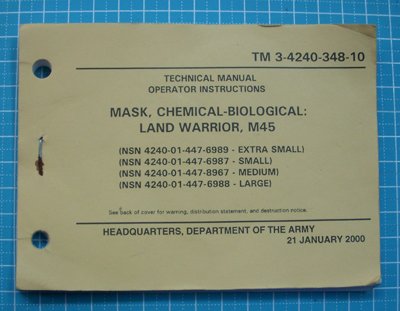 TM 3-4240-348-10
TECHNICAL MANUAL
OPERATOR INSTRUCTIONS
MASK, CHEMICAL-BIOLOGICAL:
LAND WARRIOR, M45
(NSN 4240-01-447-6989 - EXTRA SMALL)
(NSN 4240-01-447-6987 - SMALL)
(NSN 4240-01-447-8967 - MEDIUM)
(NSN 4240-01-447-6988 - LARGE)
See back of cover for warning, distribution statement, and destruction notice.
HEADQUARTERS, DEPARTMENT OF THE ARMY
21 JANUARY 2000